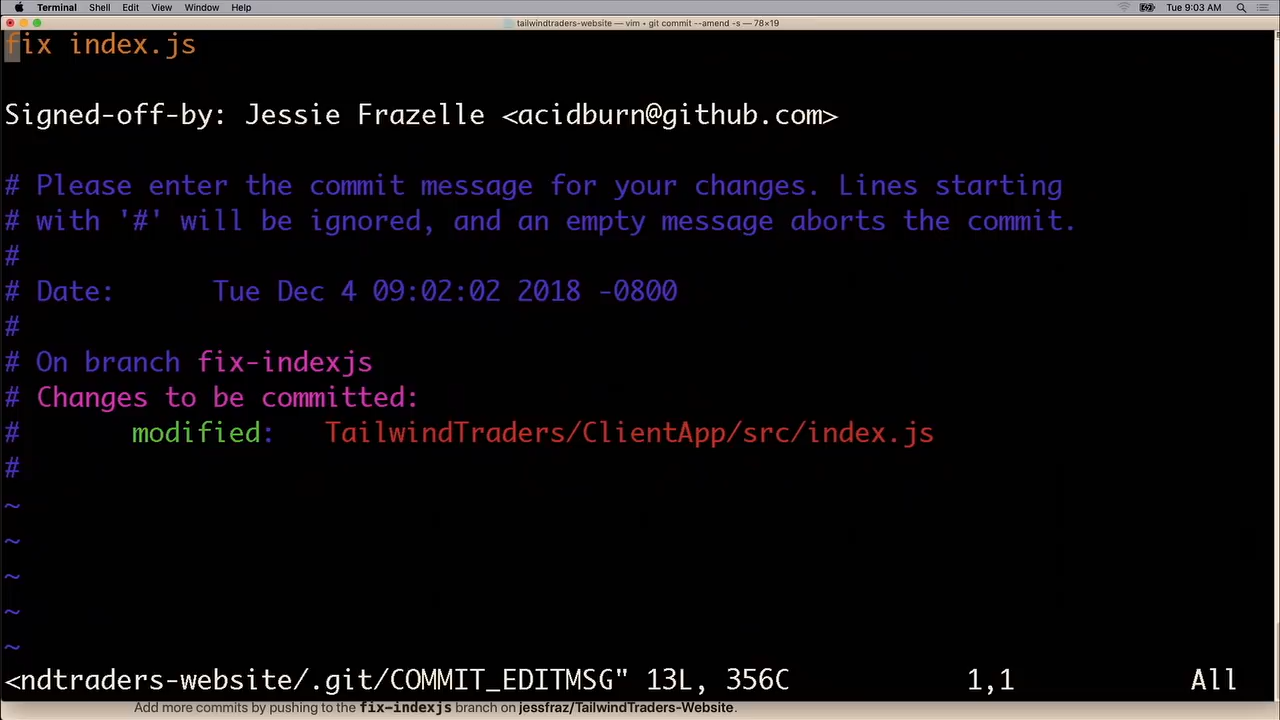 Terminal Shell Edit View Window Help Tue 9:03 AM
tailwindtraders-website — vim • git commit --amend -s — 78×19
fix index.js
Signed-off-by: Jessie Frazelle <acidburn@github.com>
# Please enter the commit message for your changes. Lines starting
# with '#' will be ignored, and an empty message aborts the commit.
#
# Date:      Tue Dec 4 09:02:02 2018 -0800
#
# On branch fix-indexjs
# Changes to be committed:
#       modified:   TailwindTraders/ClientApp/src/index.js
#
~
~
~
~
~
<ndtraders-website/.git/COMMIT_EDITMSG" 13L, 356C 1,1 All
Add more commits by pushing to the fix-indexjs branch on jessfraz/TailwindTraders-Website.